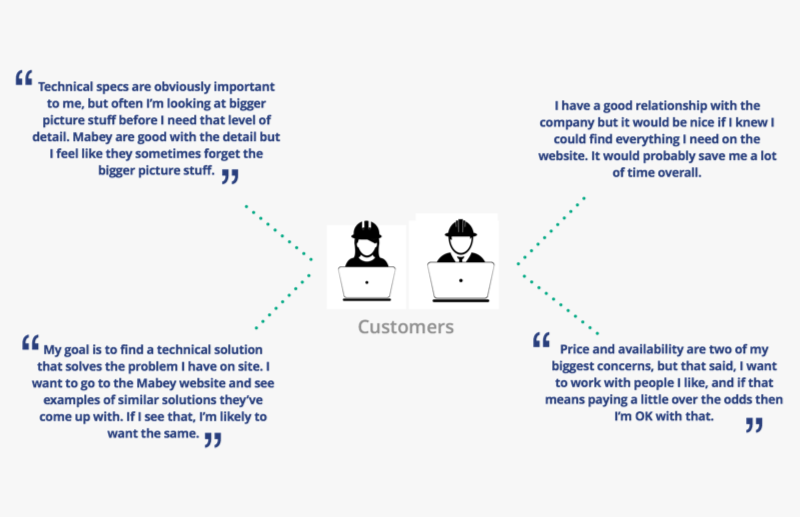 “ Technical specs are obviously important
to me, but often I’m looking at bigger
picture stuff before I need that level of
detail. Mabey are good with the detail but
I feel like they sometimes forget the
bigger picture stuff. ”
I have a good relationship with the
company but it would be nice if I knew I
could find everything I need on the
website. It would probably save me a lot
of time overall.
Customers
“ My goal is to find a technical solution
that solves the problem I have on site. I
want to go to the Mabey website and see
examples of similar solutions they’ve
come up with. If I see that, I’m likely to
want the same. ”
“ Price and availability are two of my
biggest concerns, but that said, I want
to work with people I like, and if that
means paying a little over the odds then
I’m OK with that. ”